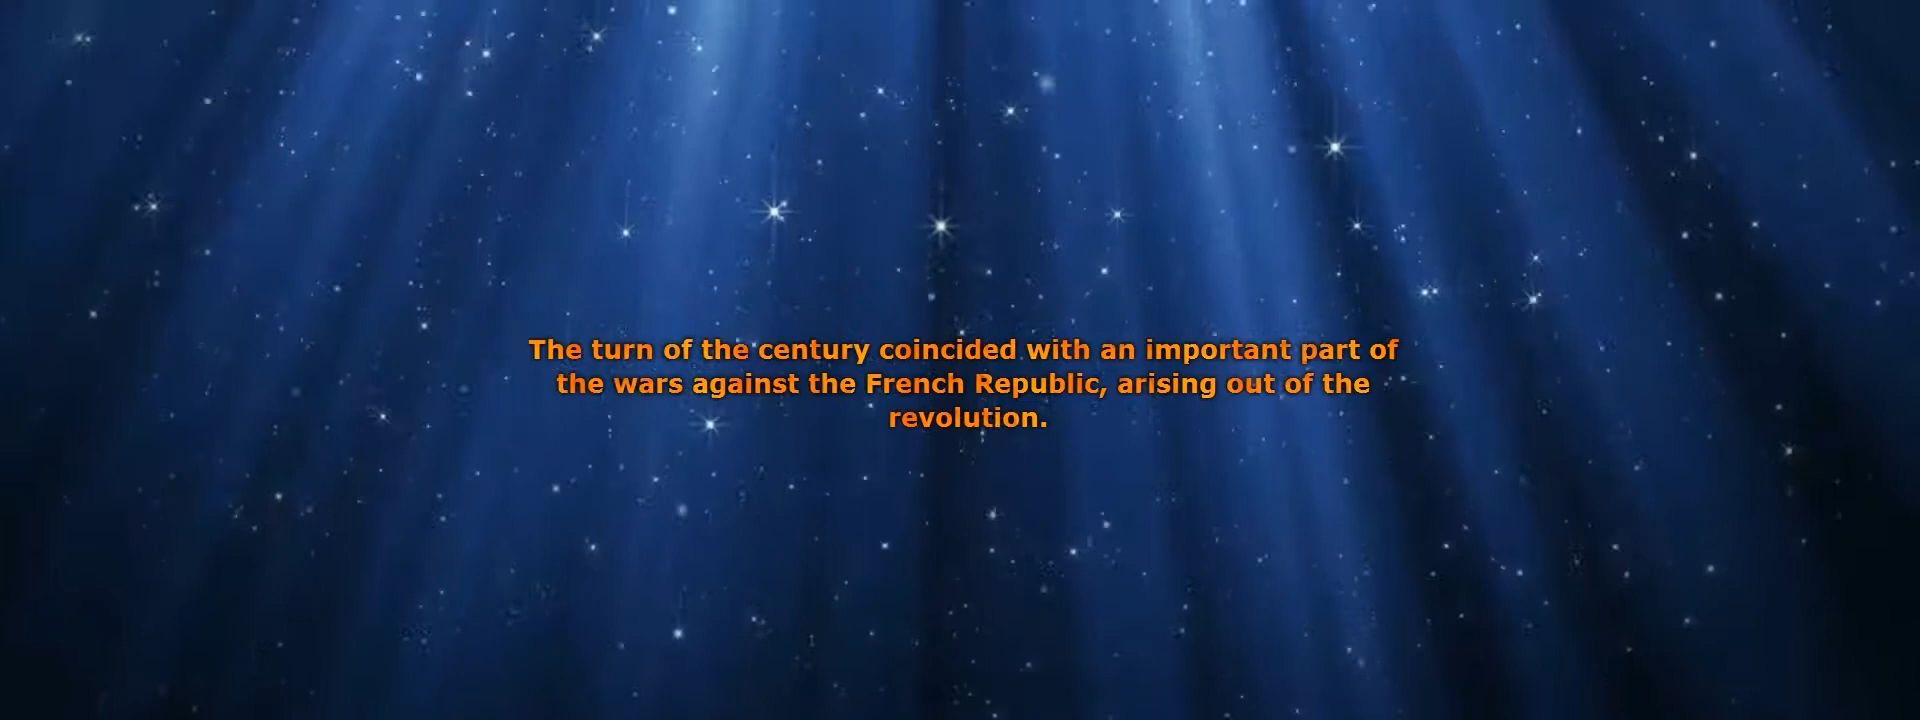 The turn of the century coincided with an important part of
the wars against the French Republic, arising out of the
revolution.